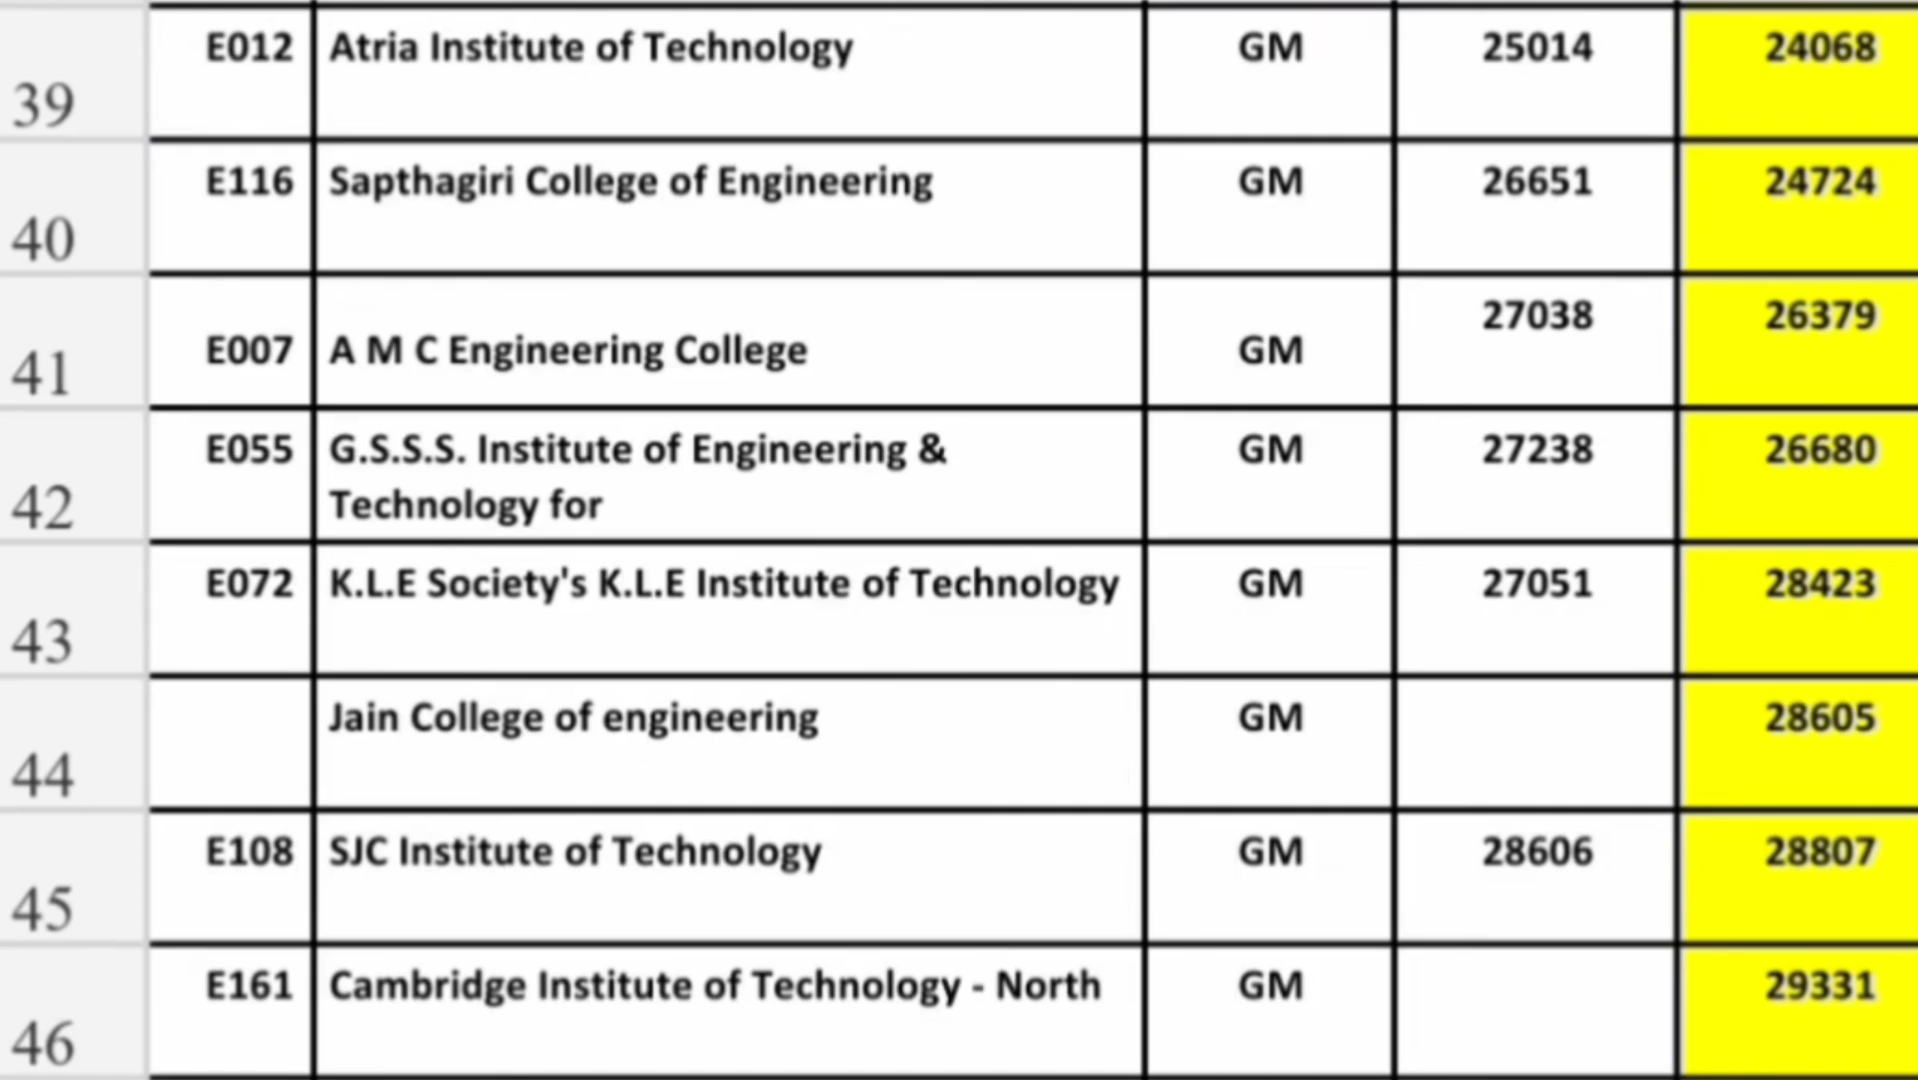 39 E012 Atria Institute of Technology GM 25014 24068
40 E116 Sapthagiri College of Engineering GM 26651 24724
41 E007 A M C Engineering College GM 27038 26379
42 E055 G.S.S.S. Institute of Engineering & GM 27238 26680
Technology for
43 E072 K.L.E Society's K.L.E Institute of Technology GM 27051 28423
44 Jain College of engineering GM 28605
45 E108 SJC Institute of Technology GM 28606 28807
46 E161 Cambridge Institute of Technology - North GM 29331